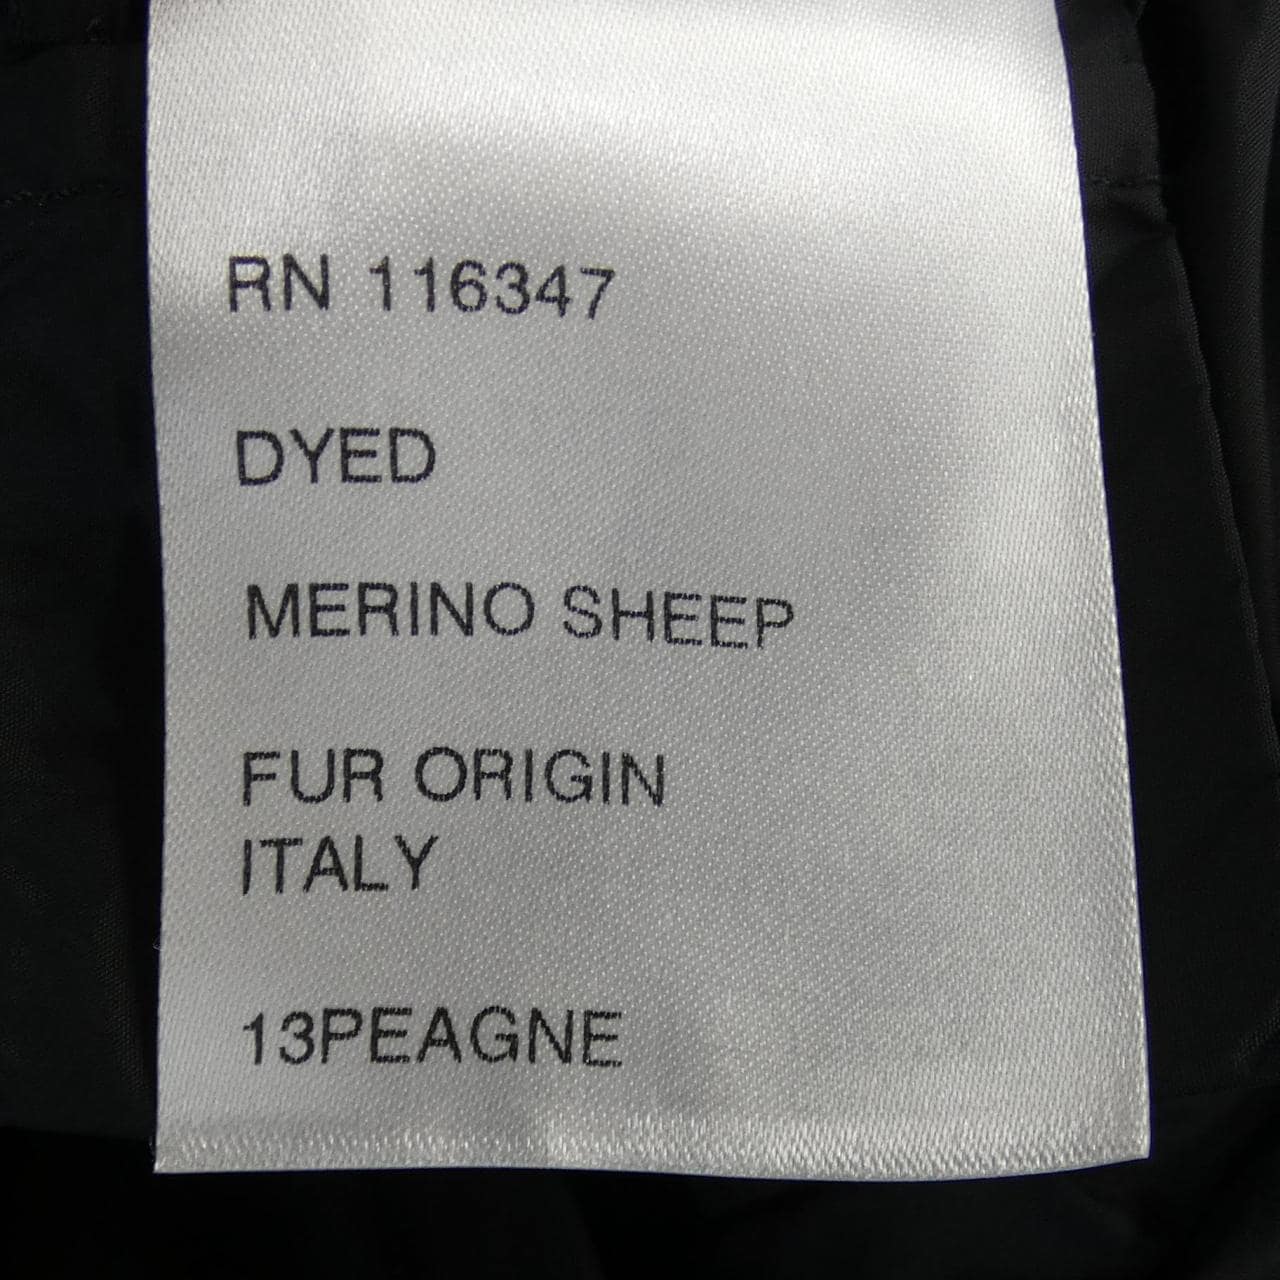 RN 116347
DYED
MERINO SHEEP
FUR ORIGIN
ITALY
13PEAGNE